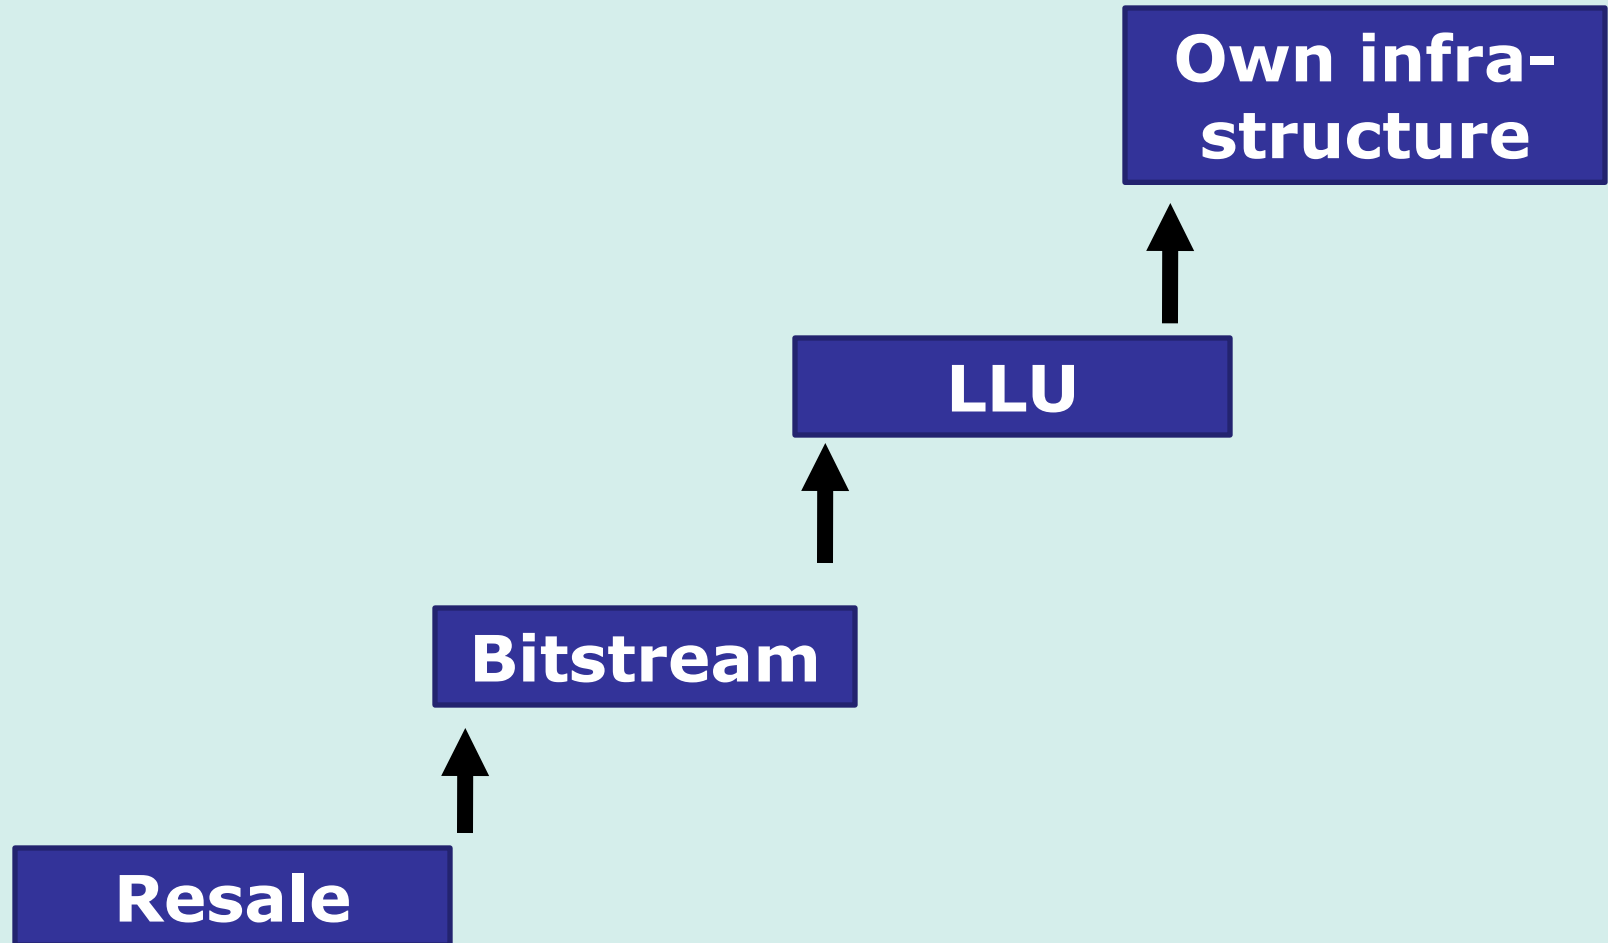 Own infra-
structure
LLU
Bitstream
Resale